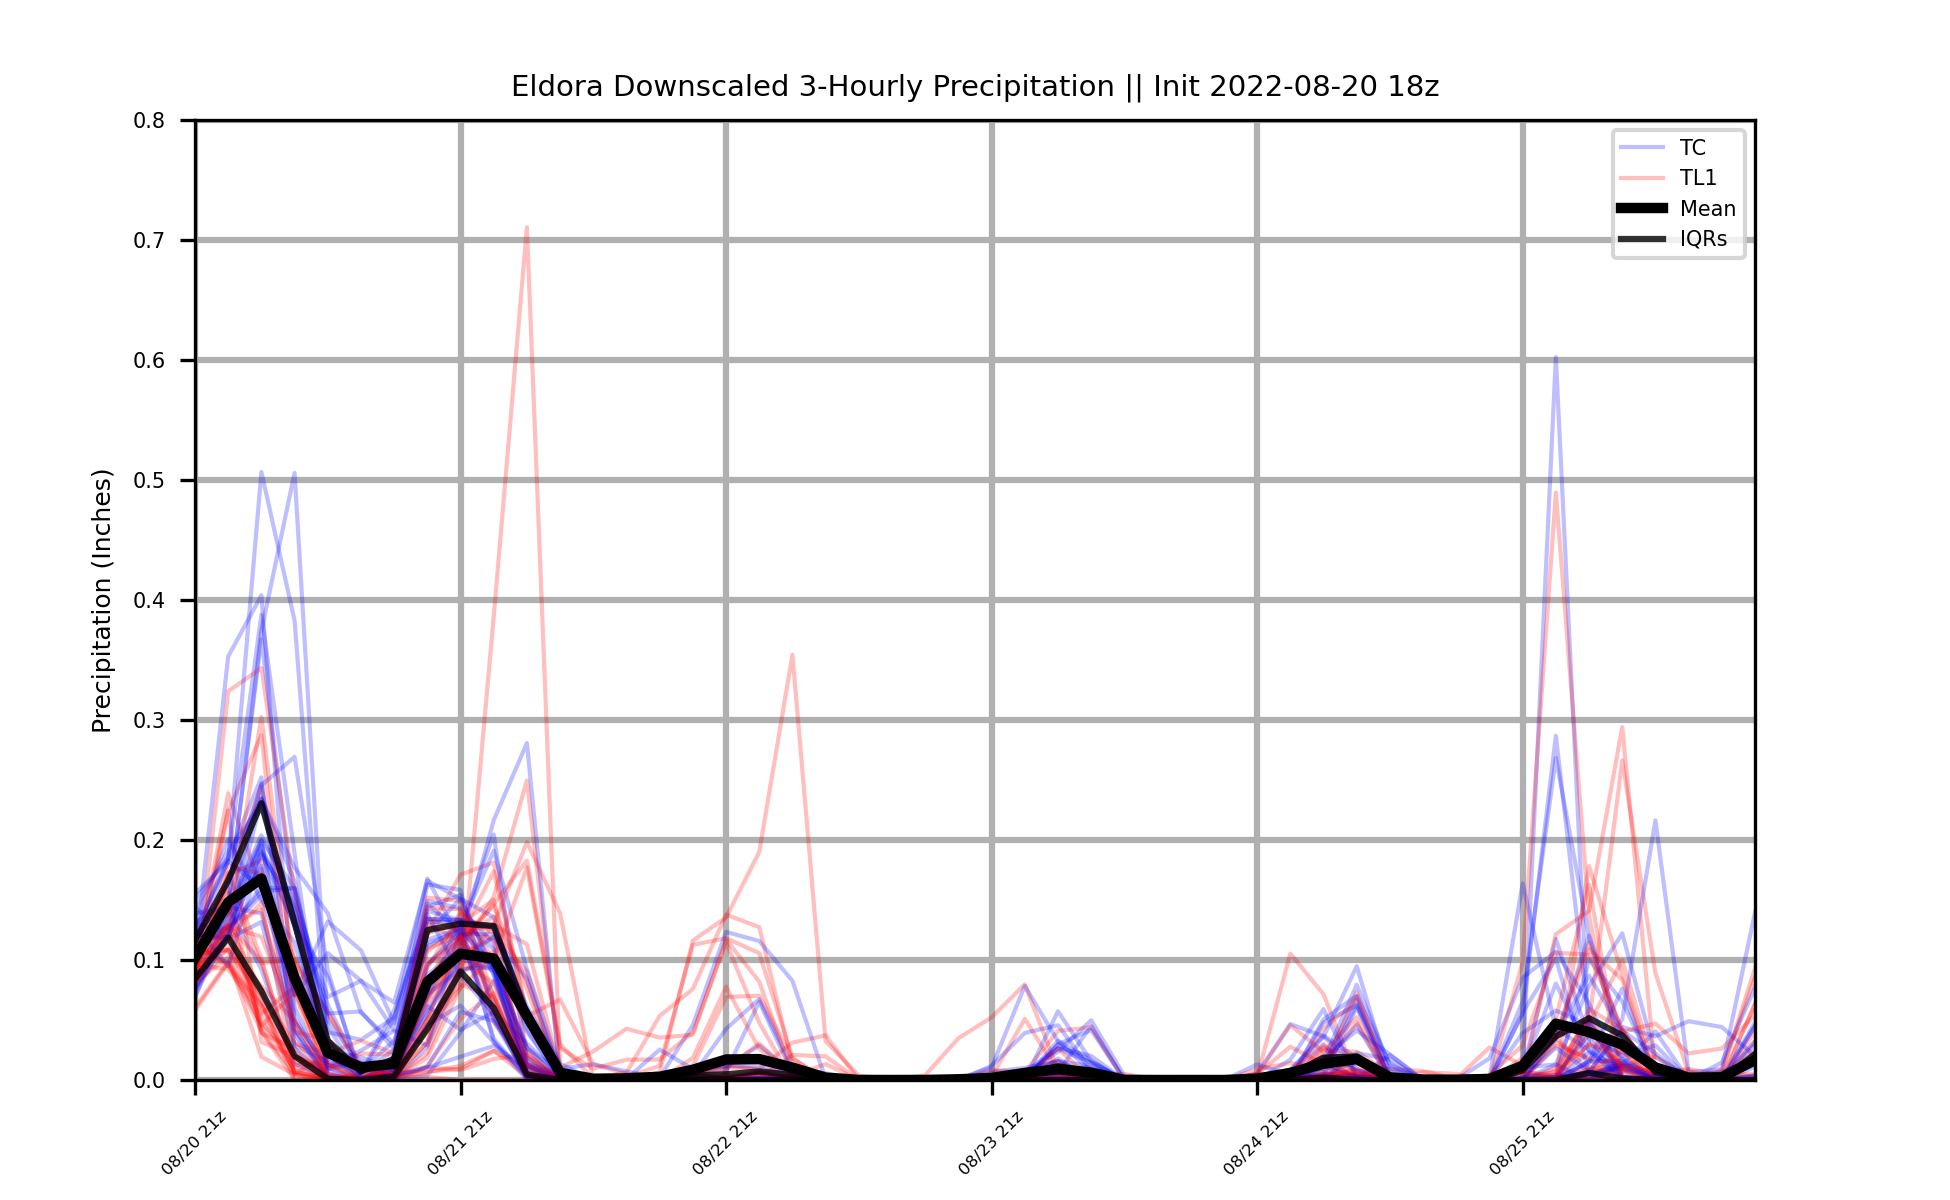 Eldora Downscaled 3-Hourly Precipitation || Init 2022-08-20 18z
Precipitation (Inches)
0.8
0.7
0.6
0.5
0.4
0.3
0.2
0.1
0.0
TC
TL1
Mean
IQRs
08/20 21z
08/21 21z
08/22 21z
08/23 21z
08/24 21z
08/25 21z